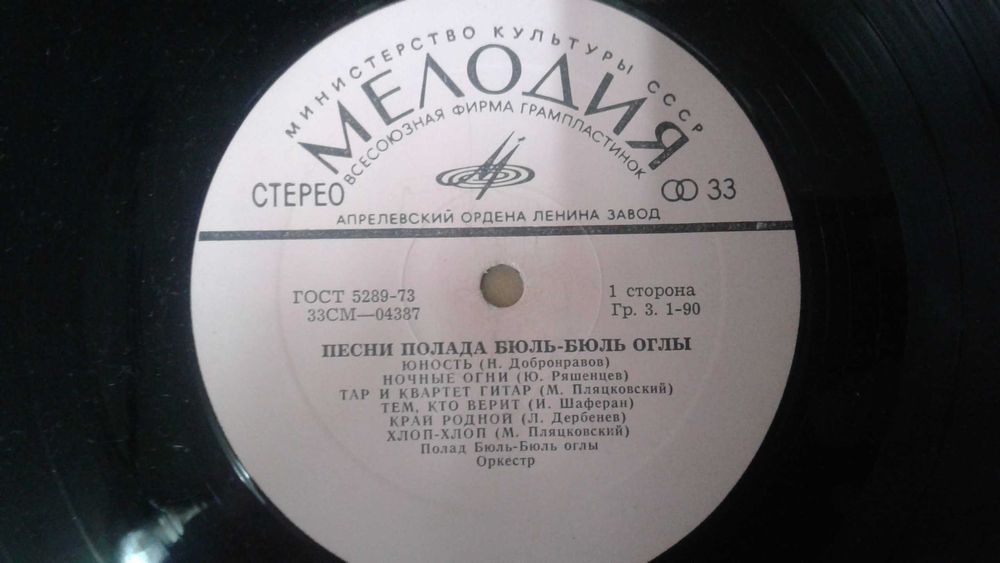 МИНИСТЕРСТВО КУЛЬТУРЫ СССР
МЕЛОДИЯ
ВСЕСОЮЗНАЯ ФИРМА ГРАМПЛАСТИНОК
СТЕРЕО
33
АПРЕЛЕВСКИЙ ОРДЕНА ЛЕНИНА ЗАВОД
ГОСТ 5289-73
33СМ—04387
1 сторона
Гр. 3. 1-90
ПЕСНИ ПОЛАДА БЮЛЬ-БЮЛЬ ОГЛЫ
ЮНОСТЬ (Н. Добронравов)
НОЧНЫЕ ОГНИ (Ю. Ряшенцев)
ТАР И КВАРТЕТ ГИТАР (М. Пляцковский)
ТЕМ, КТО ВЕРИТ (И. Шаферан)
КРАЙ РОДНОЙ (Л. Дербенев)
ХЛОП-ХЛОП (М. Пляцковский)
Полад Бюль-Бюль оглы
Оркестр